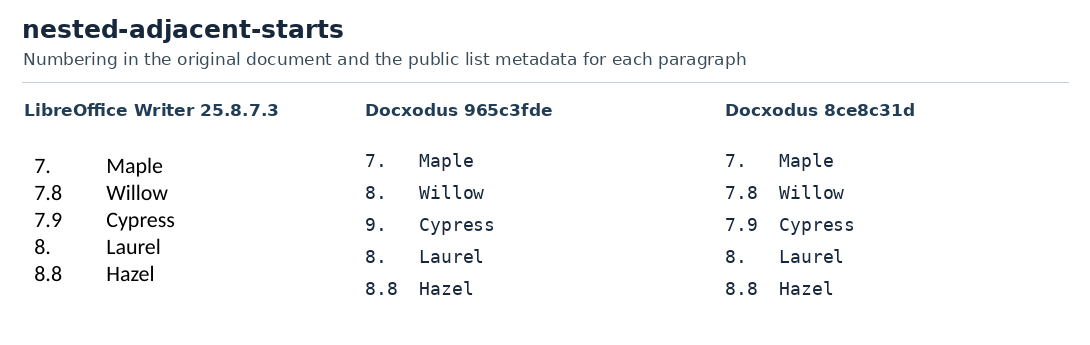 nested-adjacent-starts
Numbering in the original document and the public list metadata for each paragraph
LibreOffice Writer 25.8.7.3
7. Maple
7.8 Willow
7.9 Cypress
8. Laurel
8.8 Hazel
Docxodus 965c3fde
7. Maple
8. Willow
9. Cypress
8. Laurel
8.8 Hazel
Docxodus 8ce8c31d
7. Maple
7.8 Willow
7.9 Cypress
8. Laurel
8.8 Hazel